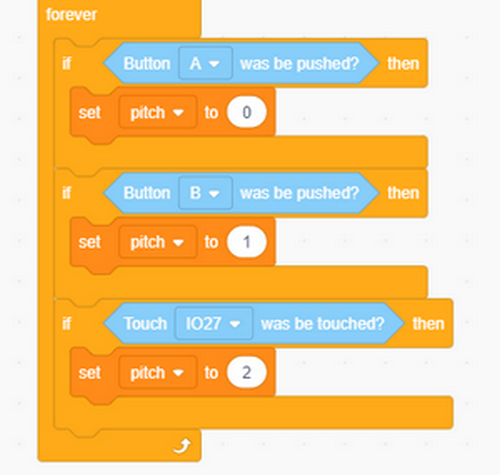 forever
if Button A was be pushed? then
set pitch to 0
if Button B was be pushed? then
set pitch to 1
if Touch IO27 was be touched? then
set pitch to 2